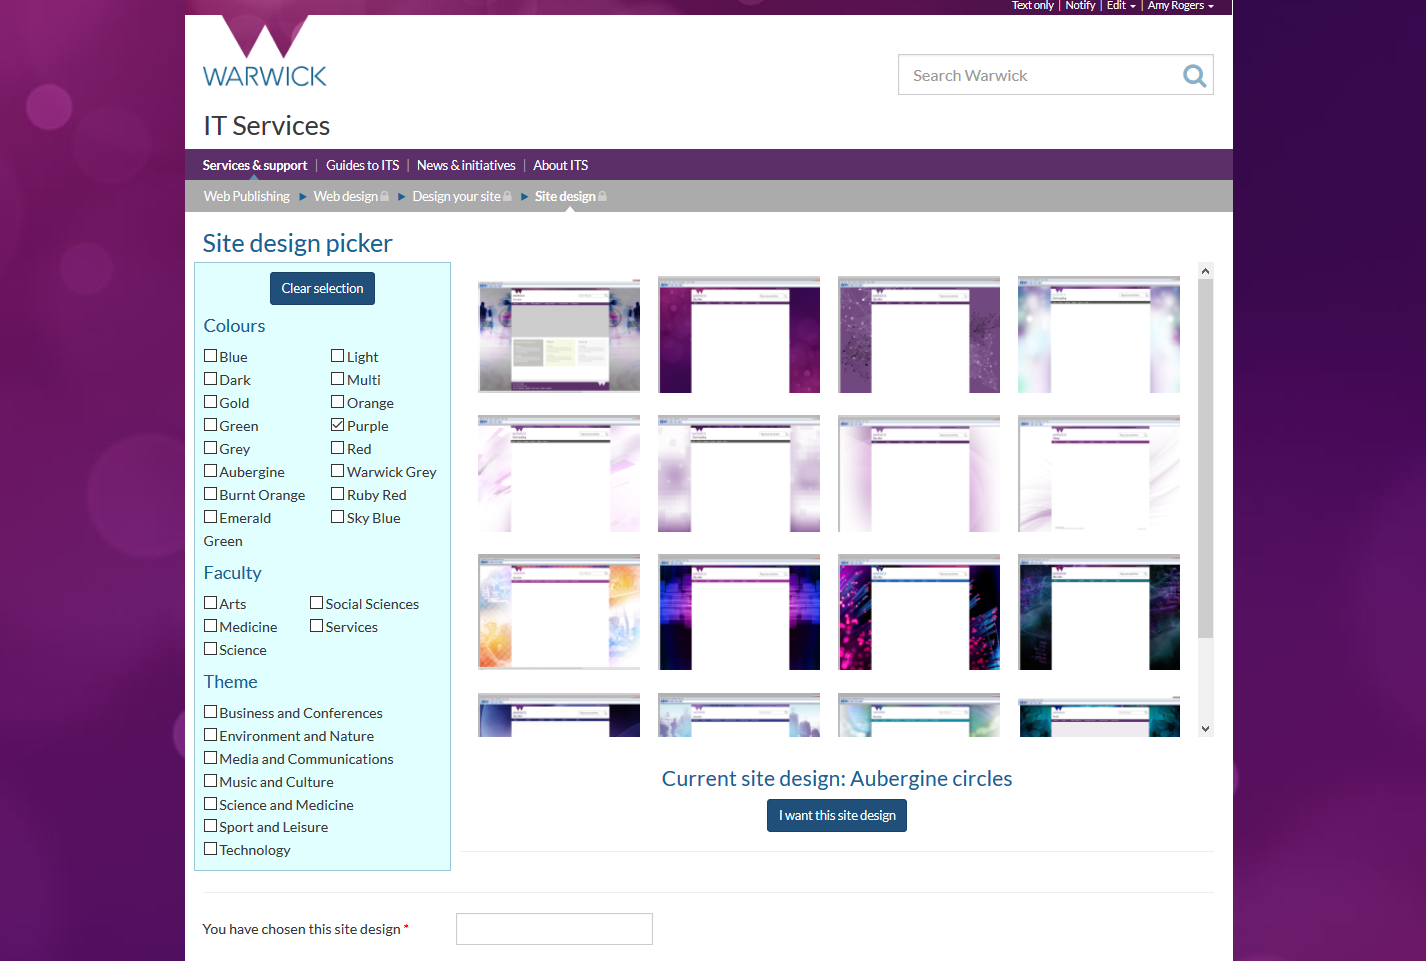 Text only | Notify | Edit | Amy Rogers
WARWICK
Search Warwick
IT Services
Services & support | Guides to ITS | News & initiatives | About ITS
Web Publishing Web design Design your site Site design
Site design picker
Clear selection
Colours
Blue Light
Dark Multi
Gold Orange
Green Purple
Grey Red
Aubergine Warwick Grey
Burnt Orange Ruby Red
Emerald Sky Blue
Green
Faculty
Arts Social Sciences
Medicine Services
Science
Theme
Business and Conferences
Environment and Nature
Media and Communications
Music and Culture
Science and Medicine
Sport and Leisure
Technology
Current site design: Aubergine circles
I want this site design
You have chosen this site design *